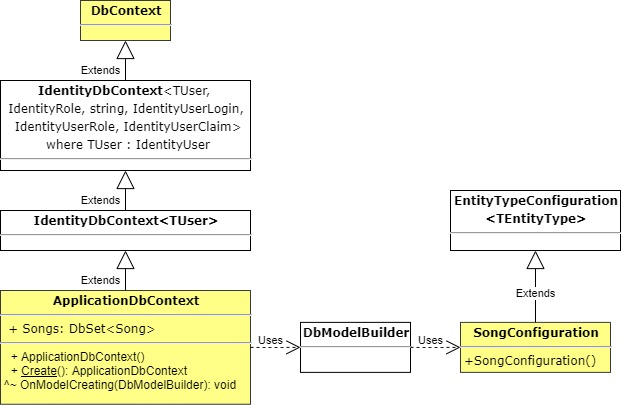 DbContext
Extends
IdentityDbContext<TUser,
IdentityRole, string, IdentityUserLogin,
IdentityUserRole, IdentityUserClaim>
where TUser : IdentityUser
Extends
IdentityDbContext<TUser>
Extends
ApplicationDbContext
+ Songs: DbSet<Song>
+ ApplicationDbContext()
+ Create(): ApplicationDbContext
^~ OnModelCreating(DbModelBuilder): void
Uses
DbModelBuilder
Uses
EntityTypeConfiguration
<TEntityType>
Extends
SongConfiguration
+SongConfiguration()